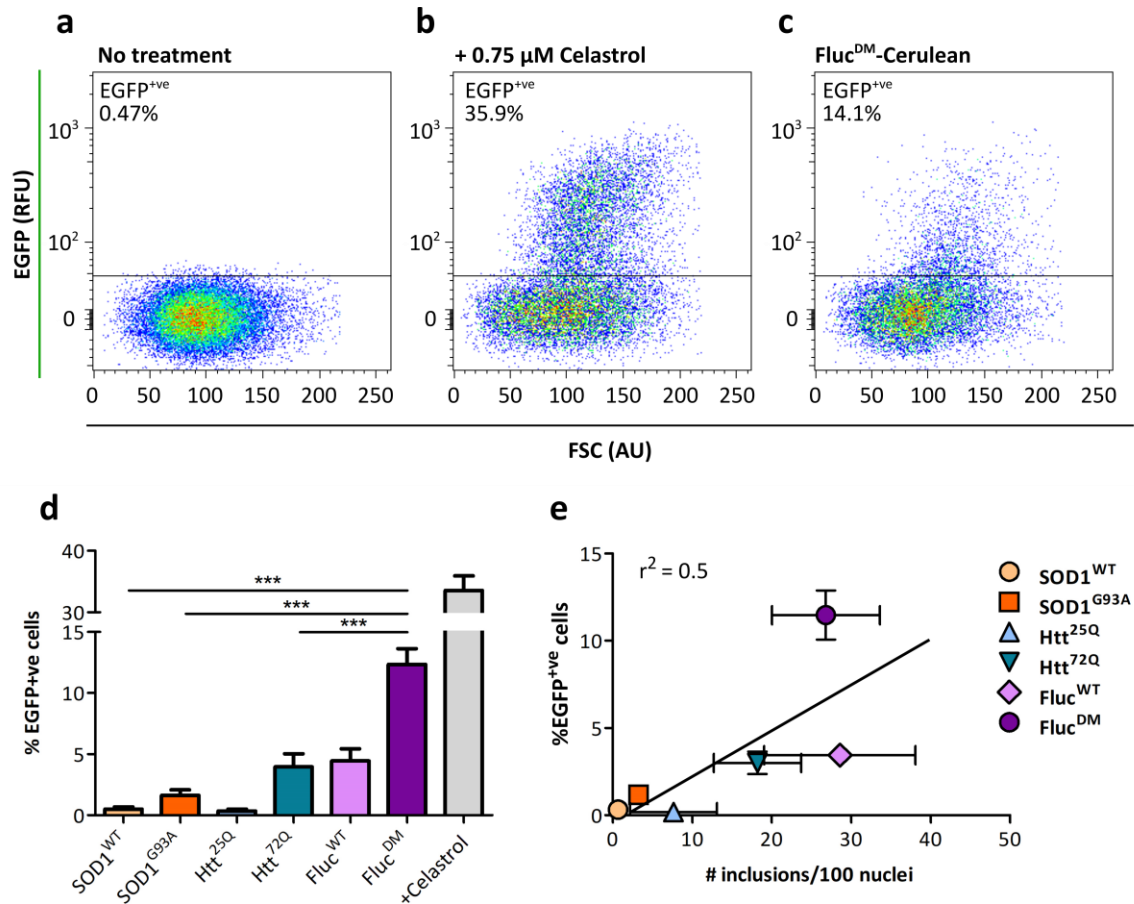 a
No treatment
EGFP+ve
0.47%
b
+ 0.75 µM Celastrol
EGFP+ve
35.9%
c
FlucDM-Cerulean
EGFP+ve
14.1%
EGFP (RFU)
10³
10²
0
10³
10²
0
10³
10²
0
0 50 100 150 200 250
0 50 100 150 200 250
0 50 100 150 200 250
FSC (AU)
d
% EGFP+ve cells
40
30
15
10
5
0
***
***
***
SOD1WT
SOD1G93A
Htt25Q
Htt72Q
FlucWT
FlucDM
+Celastrol
e
%EGFP+ve cells
15
10
5
0
r² = 0.5
0 10 20 30 40 50
# inclusions/100 nuclei
SOD1WT
SOD1G93A
Htt25Q
Htt72Q
FlucWT
FlucDM